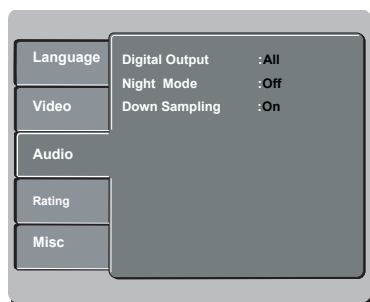 Language
Video
Audio
Rating
Misc
Digital Output :All
Night Mode :Off
Down Sampling :On